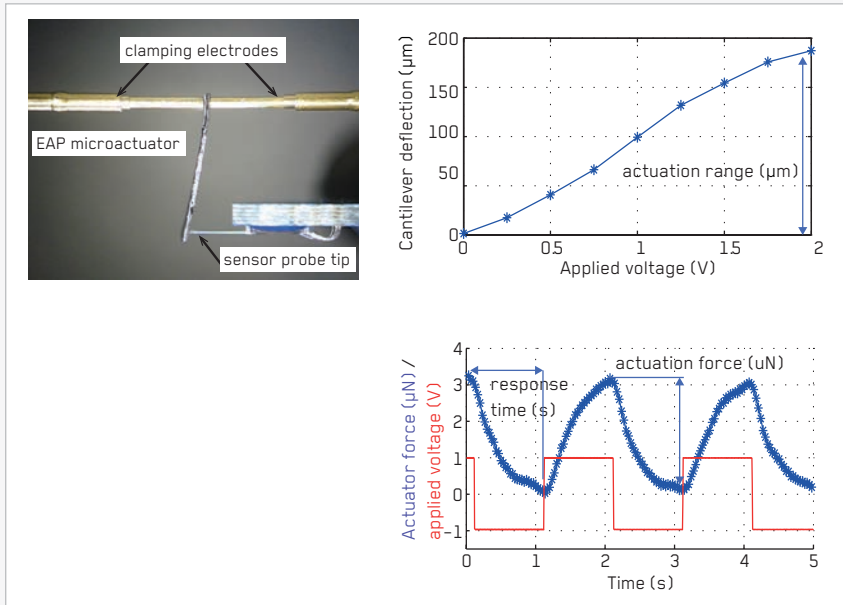 clamping electrodes
EAP microactuator
sensor probe tip
Cantilever deflection (µm)
200
150
100
50
0
actuation range (µm)
0
0.5
1
1.5
2
Applied voltage (V)
Actuator force (µN) /
applied voltage (V)
4
3
2
1
0
-1
response
time (s)
actuation force (uN)
0
1
2
3
4
5
Time (s)